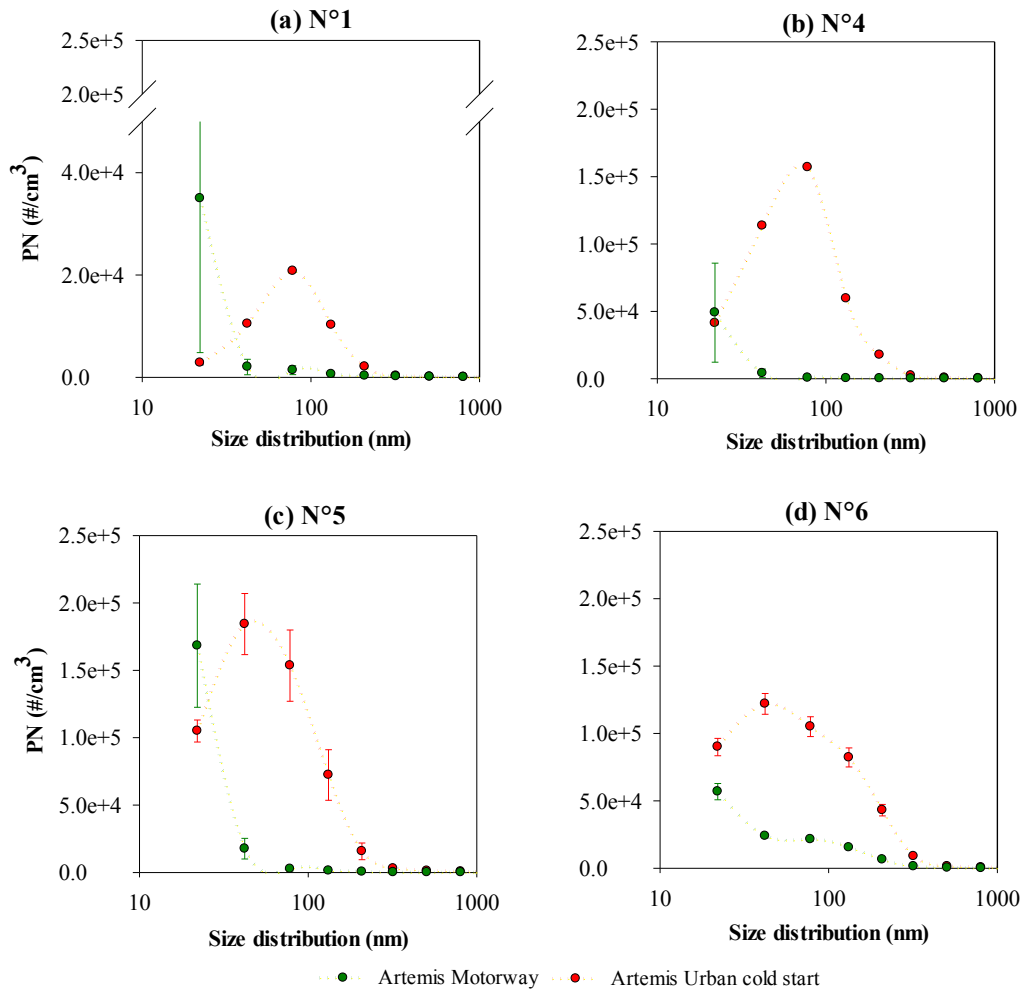 (a) N°1
(b) N°4
2.5e+5
2.0e+5
4.0e+4
2.0e+4
0.0
PN (#/cm³)
10
100
1000
Size distribution (nm)
2.5e+5
2.0e+5
1.5e+5
1.0e+5
5.0e+4
0.0
10
100
1000
Size distribution (nm)
(c) N°5
(d) N°6
2.5e+5
2.0e+5
1.5e+5
1.0e+5
5.0e+4
0.0
PN (#/cm³)
10
100
1000
Size distribution (nm)
2.5e+5
2.0e+5
1.5e+5
1.0e+5
5.0e+4
0.0
10
100
1000
Size distribution (nm)
Artemis Motorway
Artemis Urban cold start